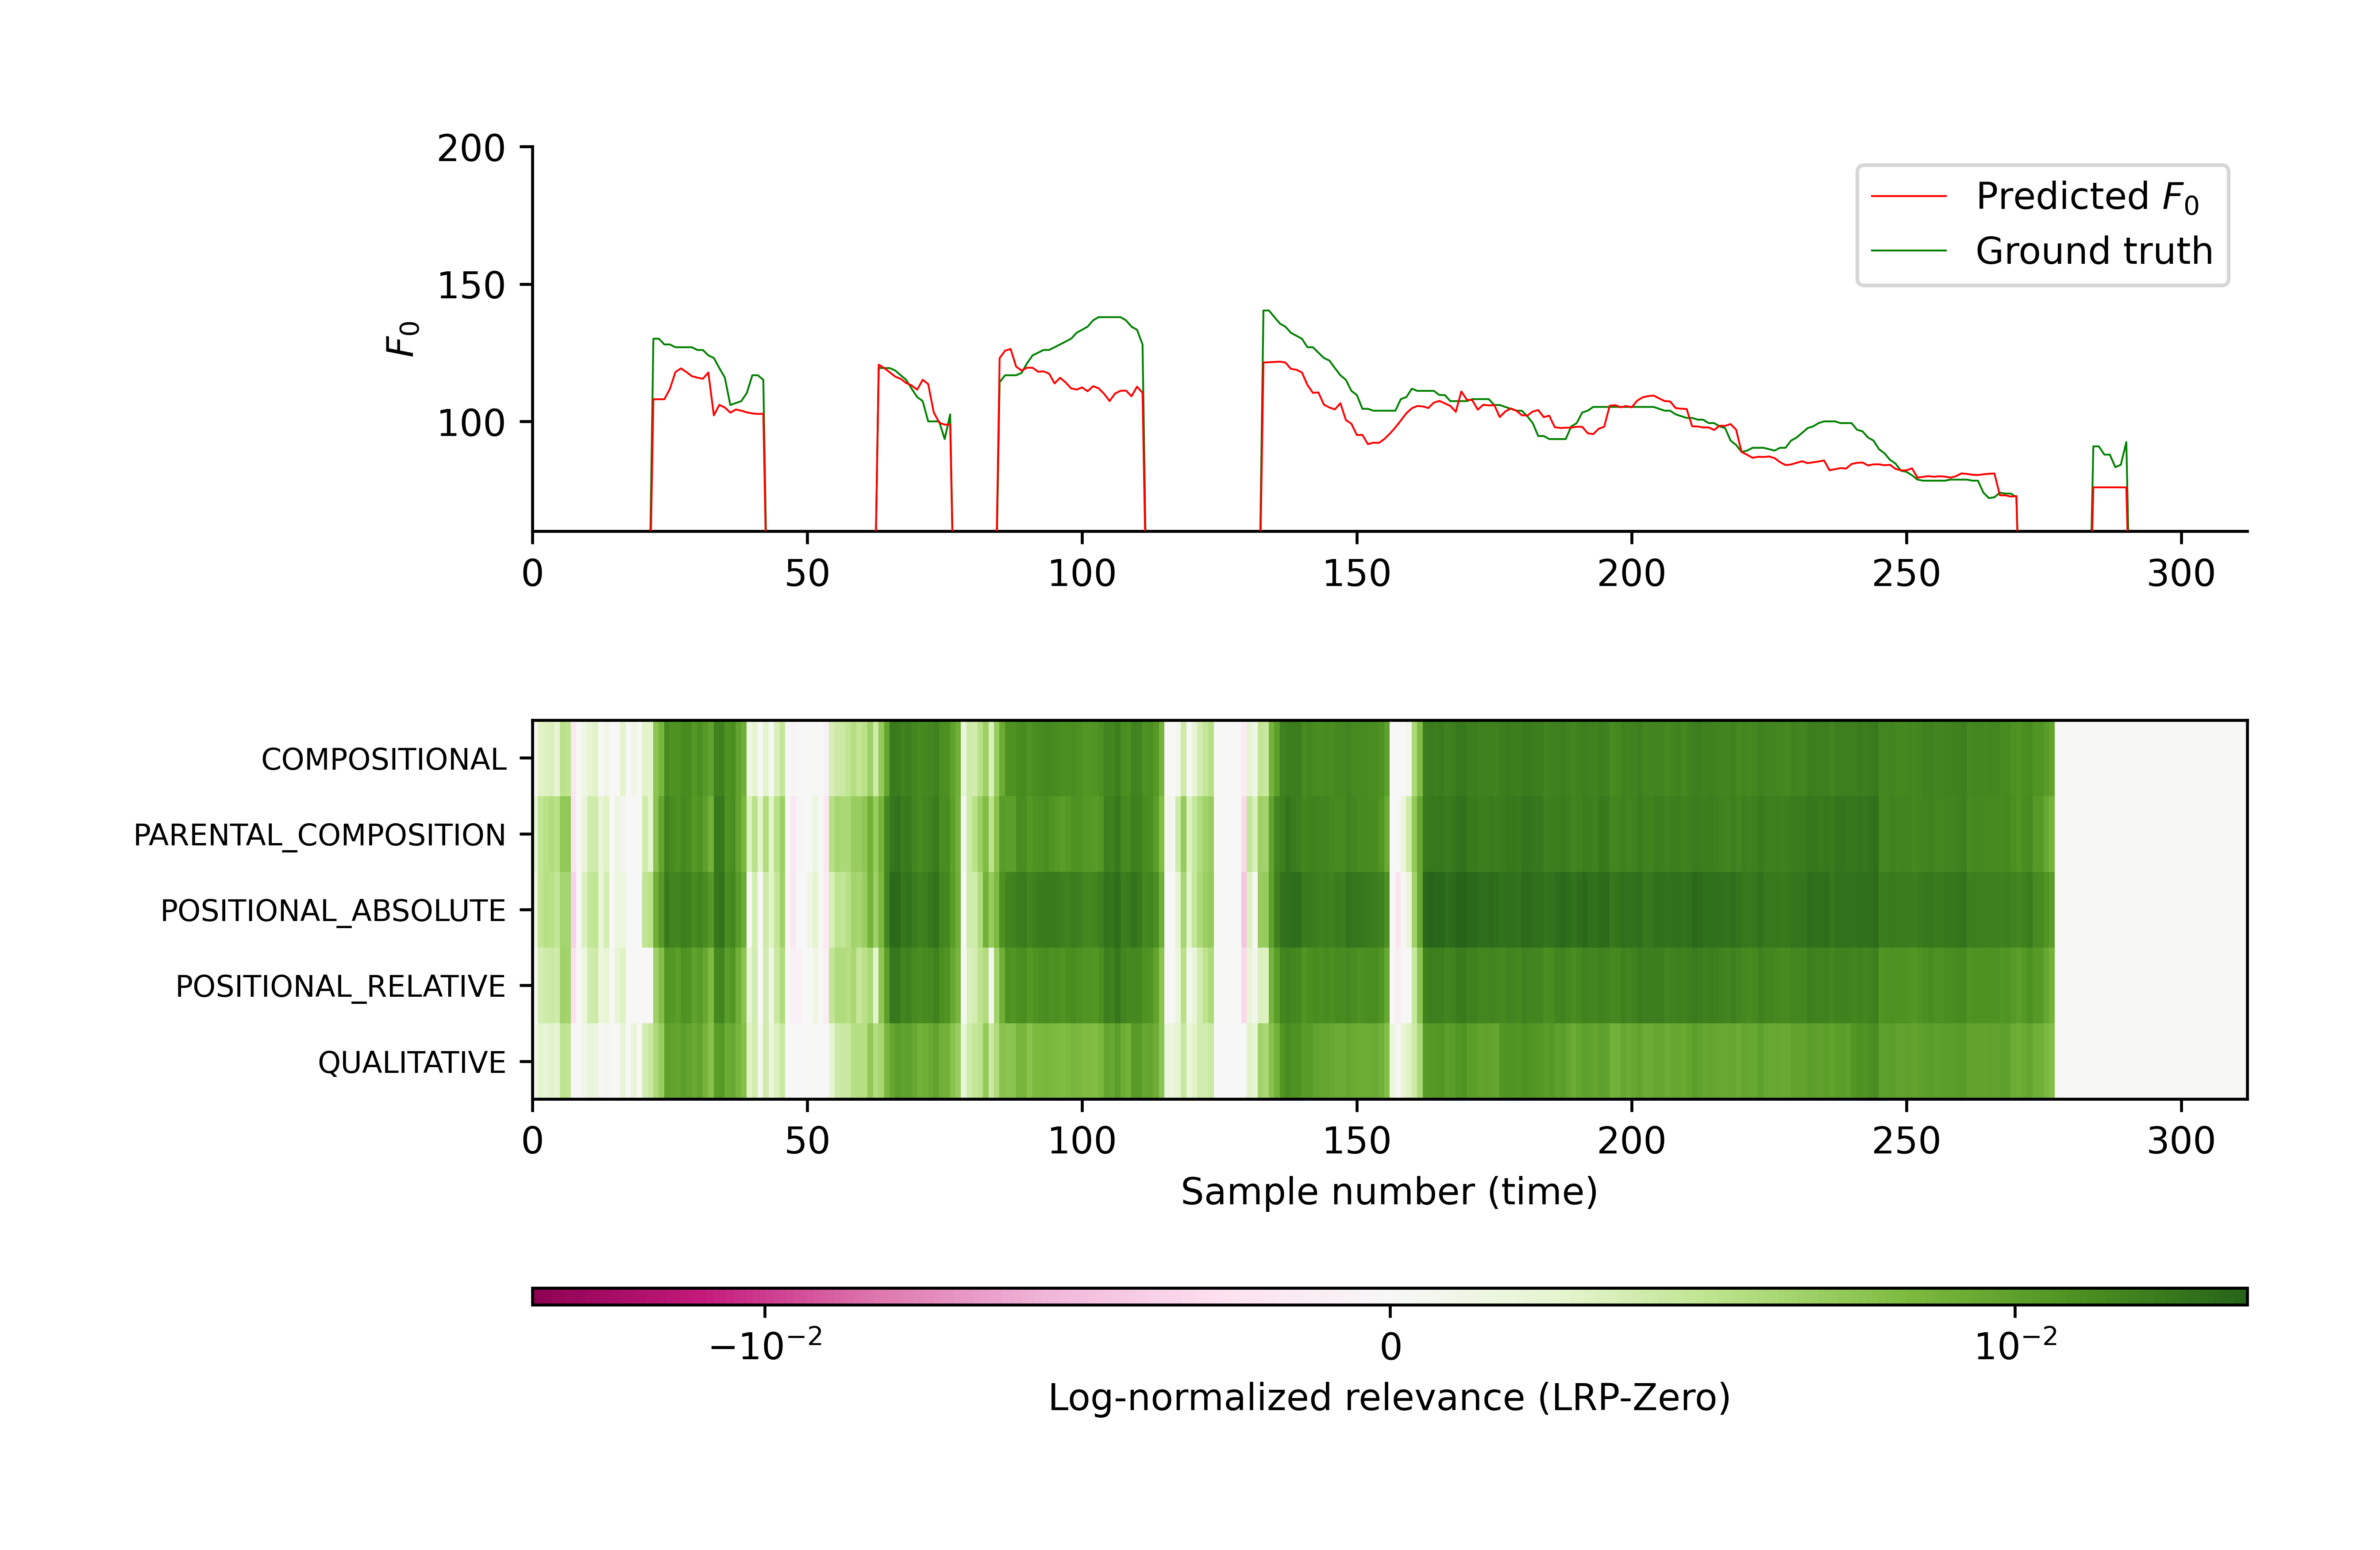 200
150
100
F₀
Predicted F₀
Ground truth
0 50 100 150 200 250 300
COMPOSITIONAL
PARENTAL_COMPOSITION
POSITIONAL_ABSOLUTE
POSITIONAL_RELATIVE
QUALITATIVE
0 50 100 150 200 250 300
Sample number (time)
−10⁻² 0 10⁻²
Log-normalized relevance (LRP-Zero)